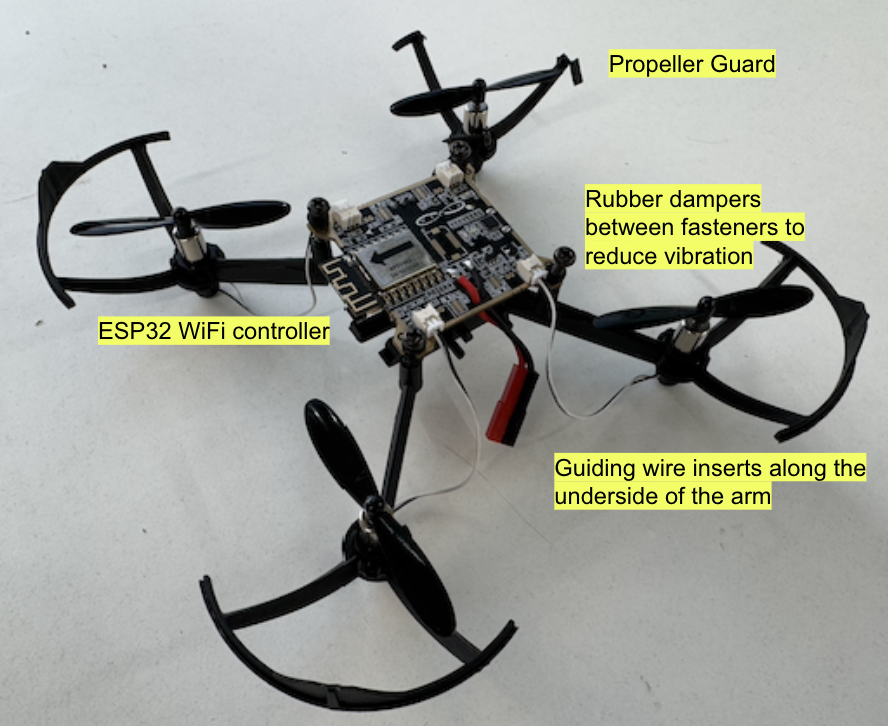 Propeller Guard
Rubber dampers
between fasteners to
reduce vibration
ESP32 WiFi controller
Guiding wire inserts along the
underside of the arm